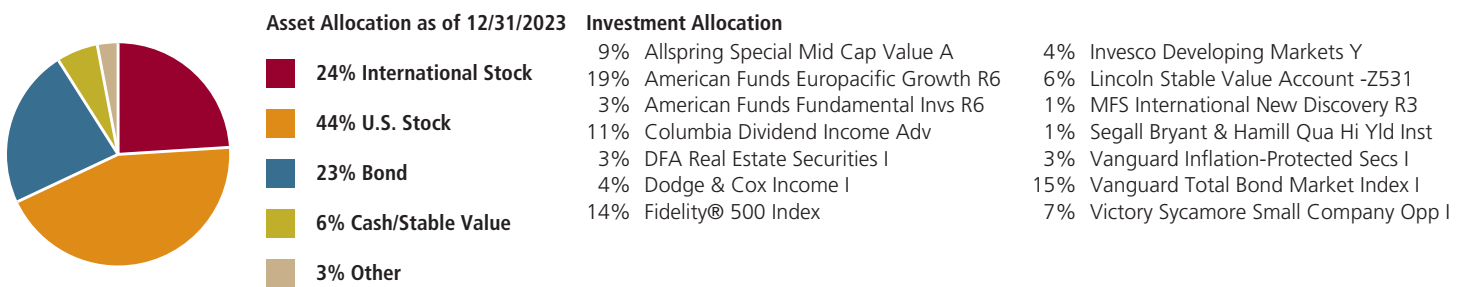 Asset Allocation as of 12/31/2023
24% International Stock
44% U.S. Stock
23% Bond
6% Cash/Stable Value
3% Other
Investment Allocation
9% Allspring Special Mid Cap Value A
19% American Funds Europacific Growth R6
3% American Funds Fundamental Invs R6
11% Columbia Dividend Income Adv
3% DFA Real Estate Securities I
4% Dodge & Cox Income I
14% Fidelity® 500 Index
4% Invesco Developing Markets Y
6% Lincoln Stable Value Account -Z531
1% MFS International New Discovery R3
1% Segall Bryant & Hamill Qua Hi Yld Inst
3% Vanguard Inflation-Protected Secs I
15% Vanguard Total Bond Market Index I
7% Victory Sycamore Small Company Opp I